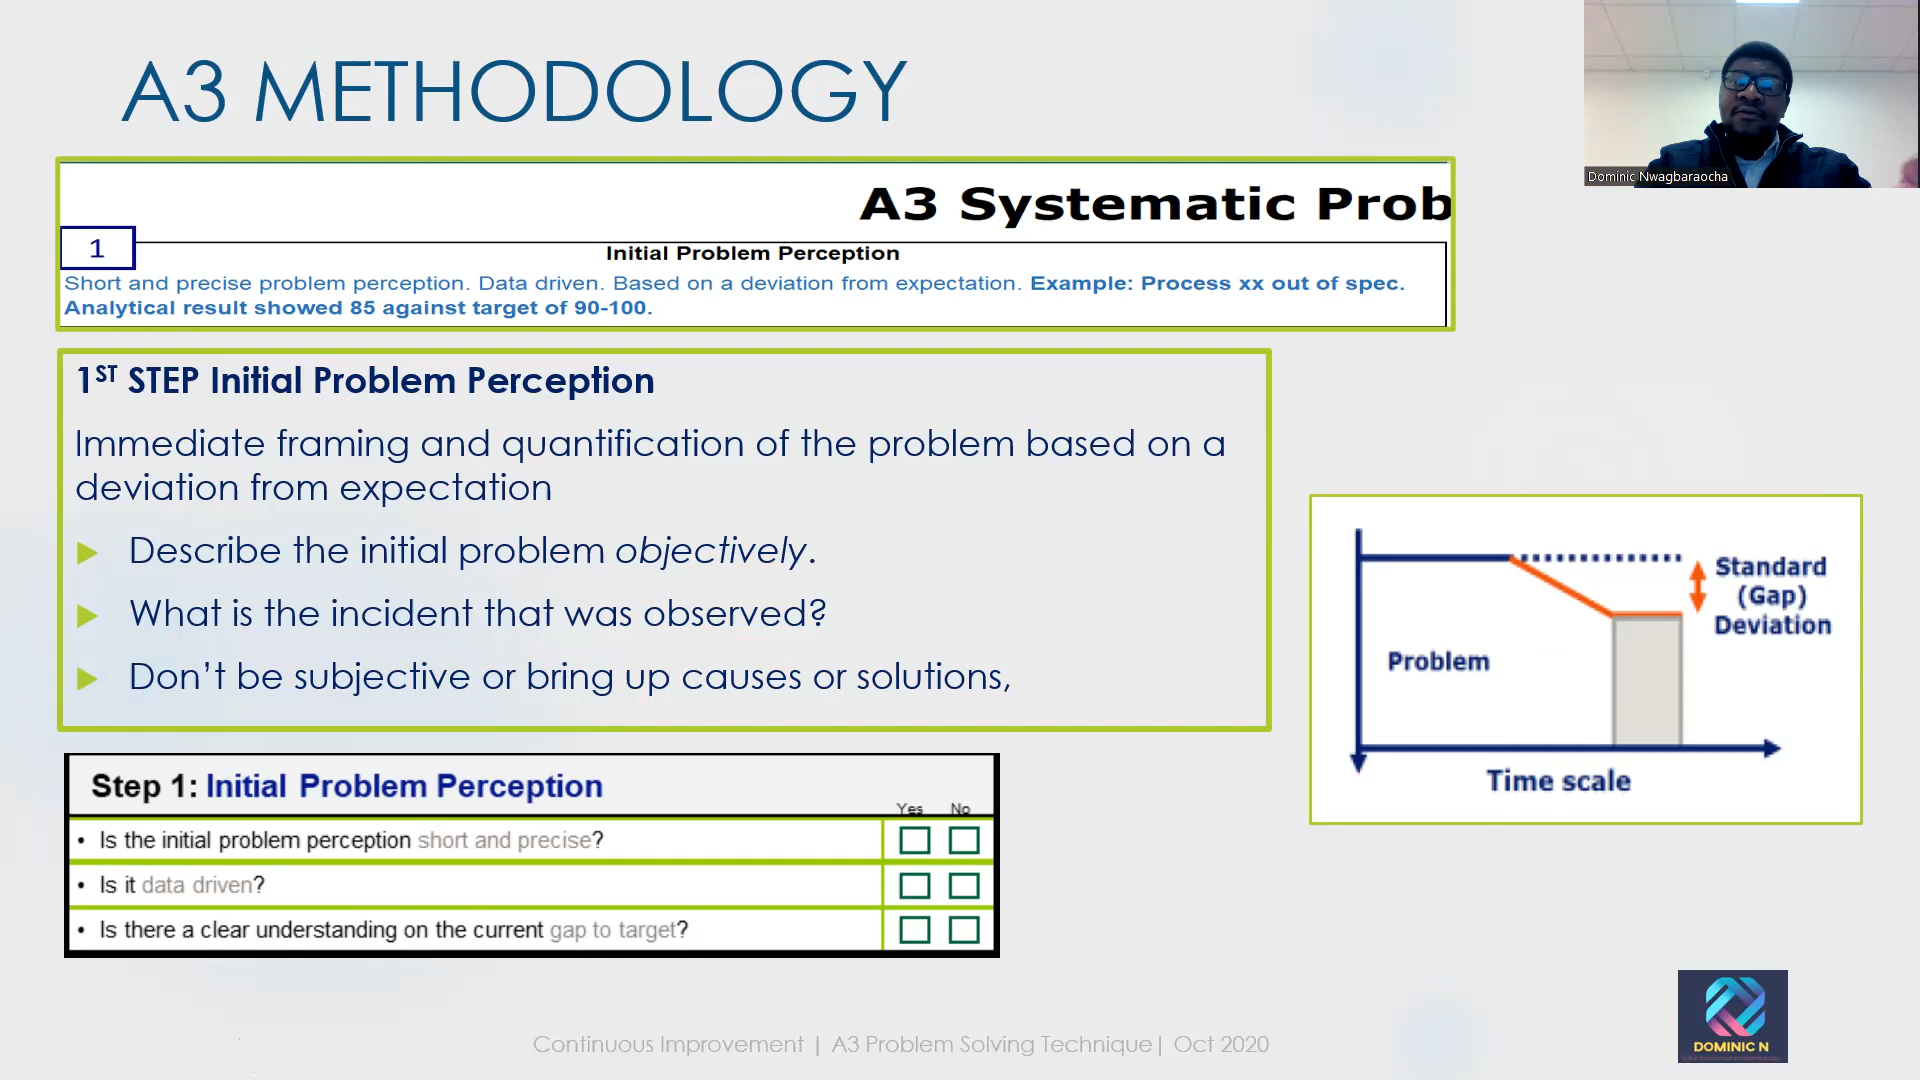 A3 METHODOLOGY
Dominic Nwagbaraocha
A3 Systematic Prob
1
Initial Problem Perception
Short and precise problem perception. Data driven. Based on a deviation from expectation. Example: Process xx out of spec.
Analytical result showed 85 against target of 90-100.
1ST STEP Initial Problem Perception
Immediate framing and quantification of the problem based on a
deviation from expectation
Describe the initial problem objectively.
What is the incident that was observed?
Don't be subjective or bring up causes or solutions,
Standard
(Gap)
Deviation
Problem
Time scale
Step 1: Initial Problem Perception
Yes No
• Is the initial problem perception short and precise?
• Is it data driven?
• Is there a clear understanding on the current gap to target?
Continuous Improvement | A3 Problem Solving Technique| Oct 2020
DOMINIC N